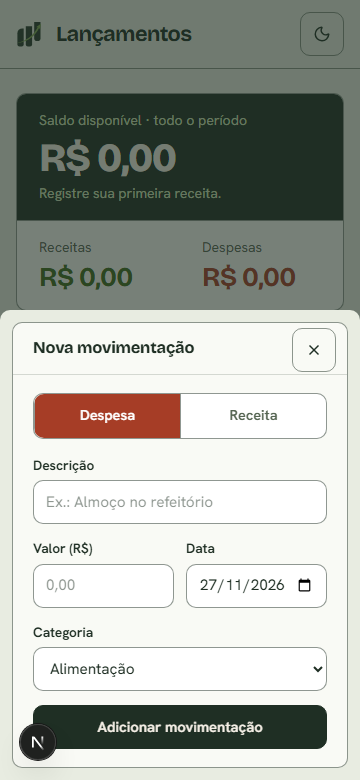 Lançamentos
Saldo disponível · todo o período
R$ 0,00
Registre sua primeira receita.
Receitas
Despesas
R$ 0,00
R$ 0,00
Nova movimentação
Despesa
Receita
Descrição
Ex.: Almoço no refeitório
Valor (R$)
Data
0,00
27/11/2026
Categoria
Alimentação
Adicionar movimentação
N